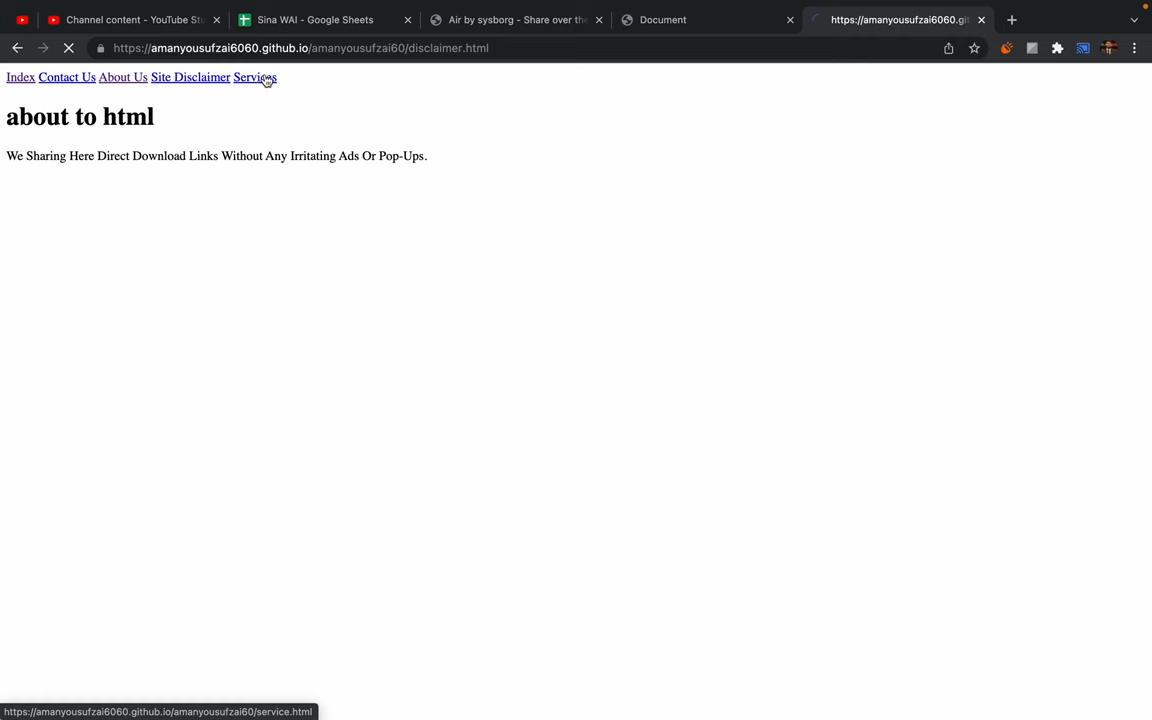 Channel content - YouTube Stu
Sina WAI - Google Sheets
Air by sysborg - Share over the
Document
https://amanyousufzai6060.gi
https://amanyousufzai6060.github.io/amanyousufzai60/disclaimer.html
Index Contact Us About Us Site Disclaimer Services
about to html
We Sharing Here Direct Download Links Without Any Irritating Ads Or Pop-Ups.
https://amanyousufzai6060.github.io/amanyousufzai60/service.html